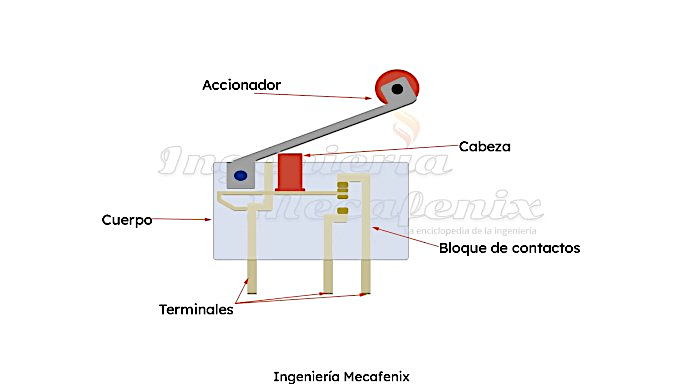 Accionador
Cabeza
Ingeniería
Mecafenix
La enciclopedia de la ingeniería
Cuerpo
Bloque de contactos
Terminales
Ingeniería Mecafenix